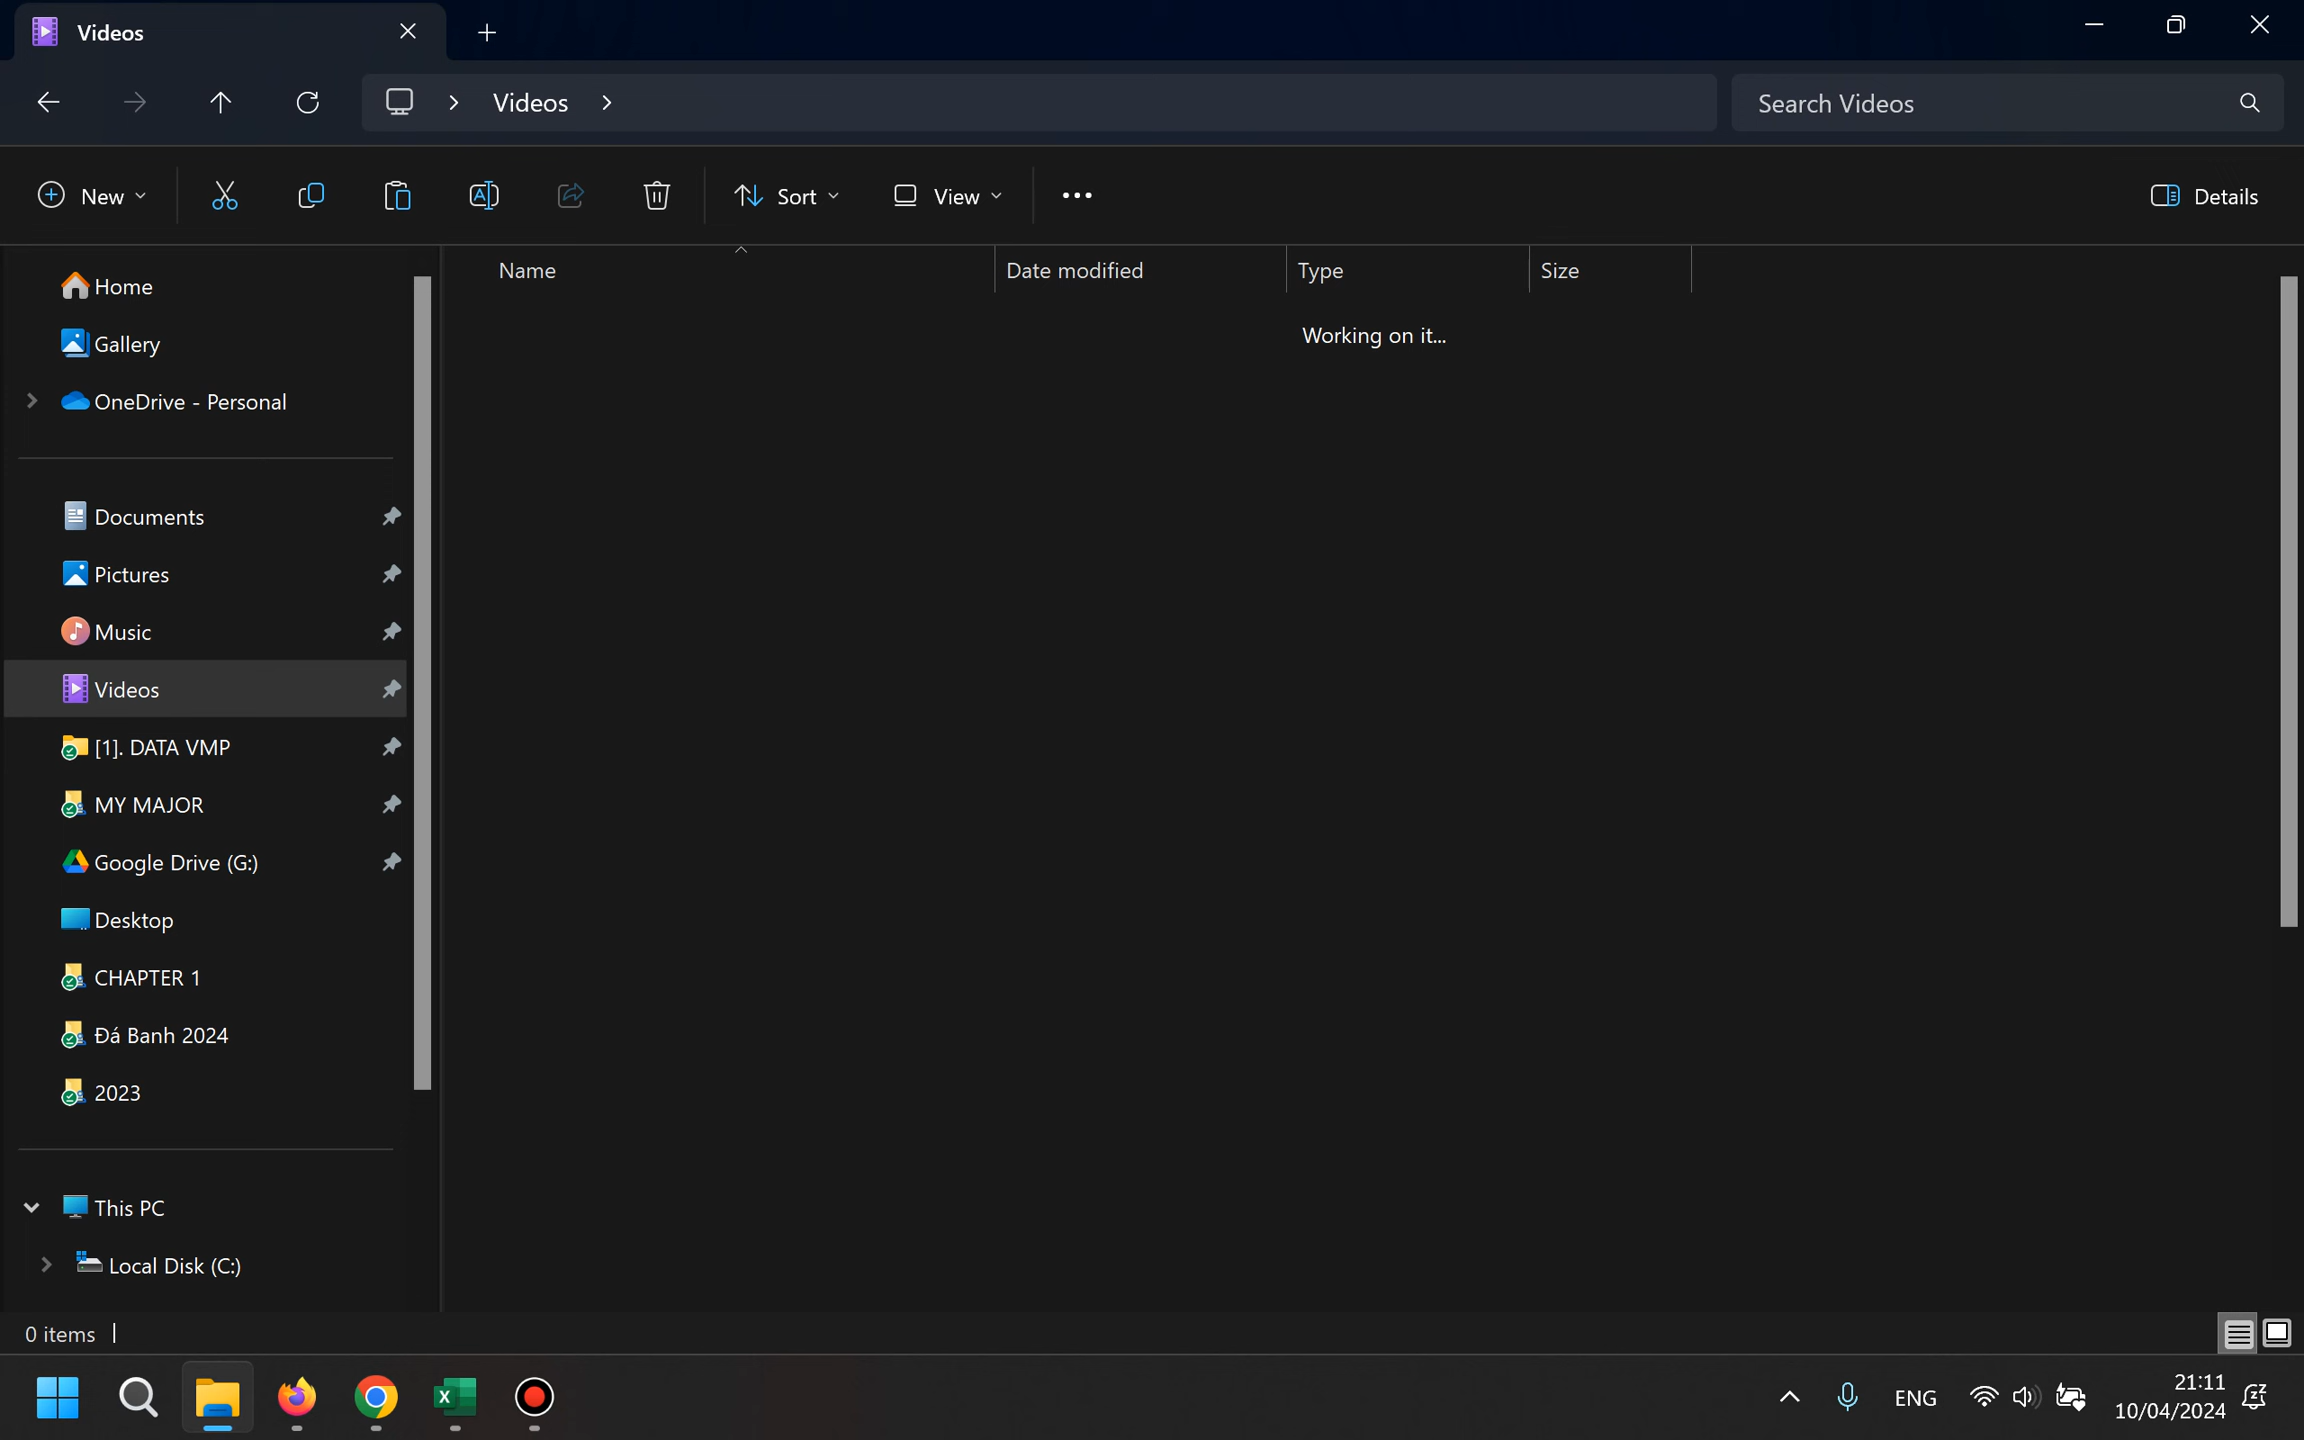 Videos
Videos
Search Videos
New
Sort
View
Details
Name
Date modified
Type
Size
Working on it...
Home
Gallery
OneDrive - Personal
Documents
Pictures
Music
Videos
[1]. DATA VMP
MY MAJOR
Google Drive (G:)
Desktop
CHAPTER 1
Đá Banh 2024
2023
This PC
Local Disk (C:)
0 items
ENG
21:11
10/04/2024